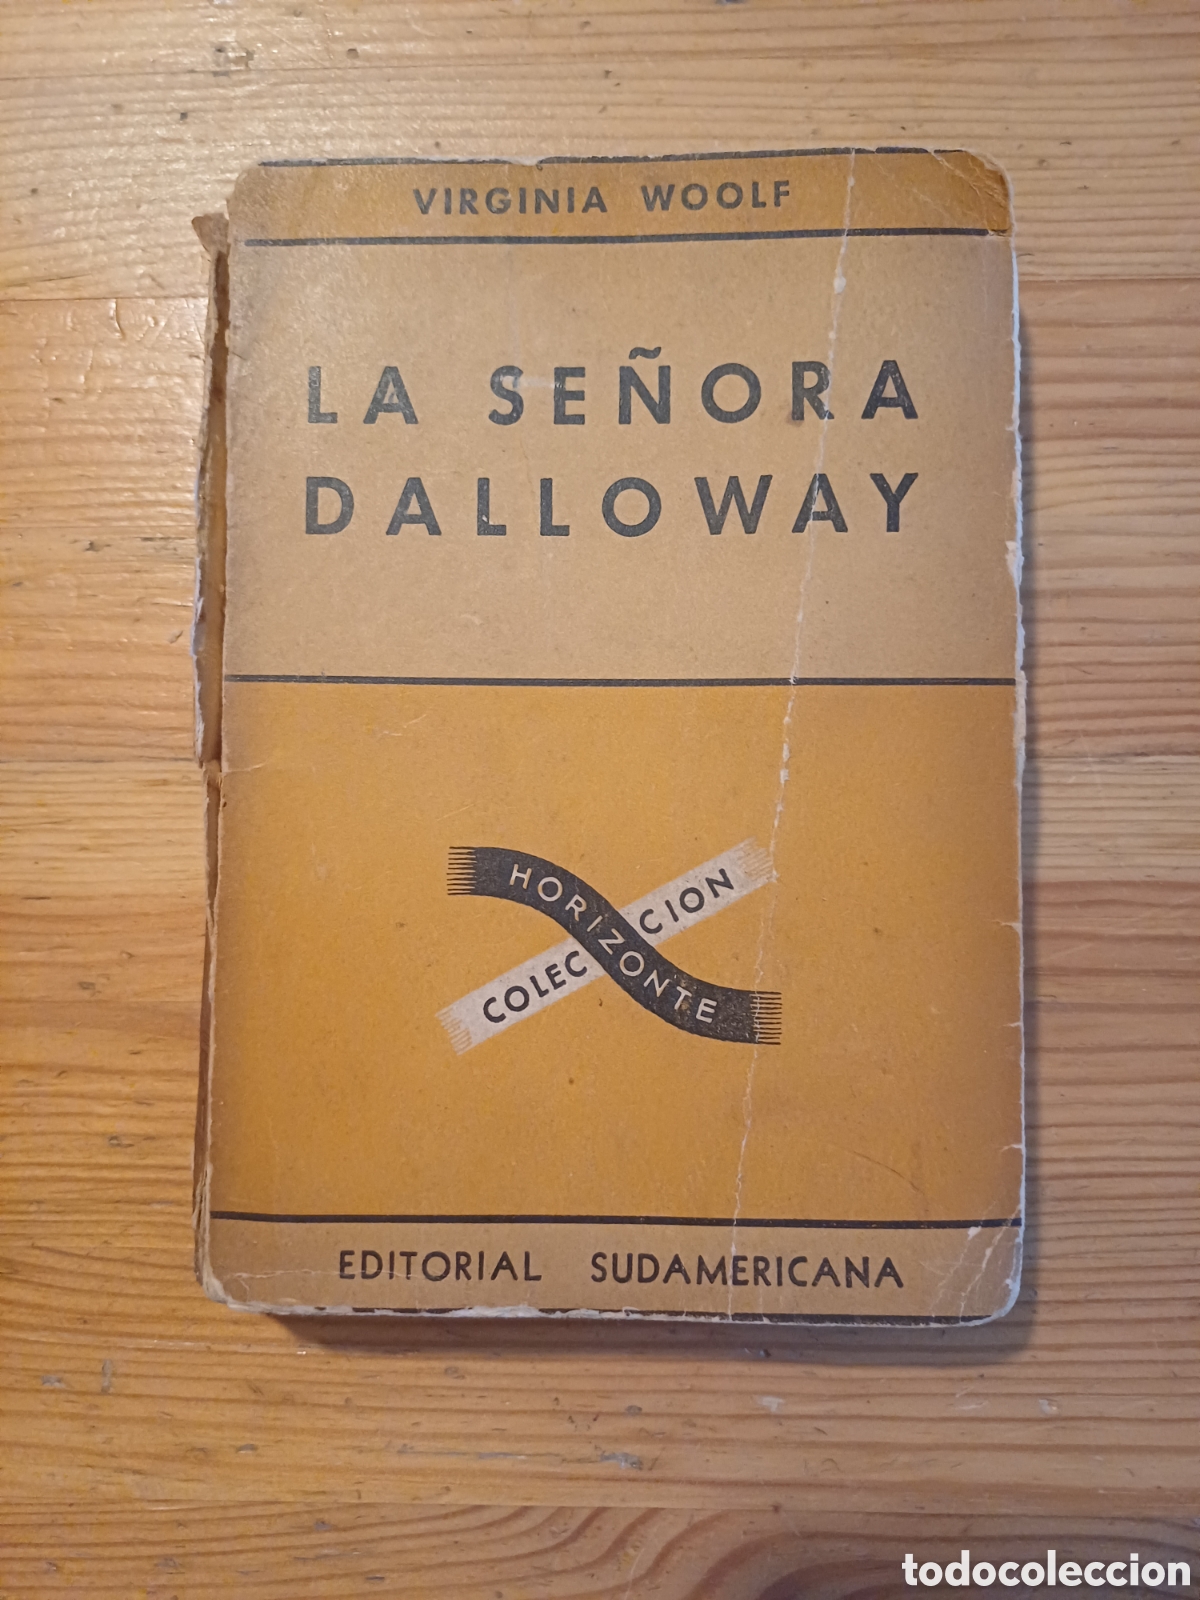 VIRGINIA WOOLF
LA SEÑORA
DALLOWAY
HORIZONTE
COLECCION
EDITORIAL SUDAMERICANA
todocoleccion